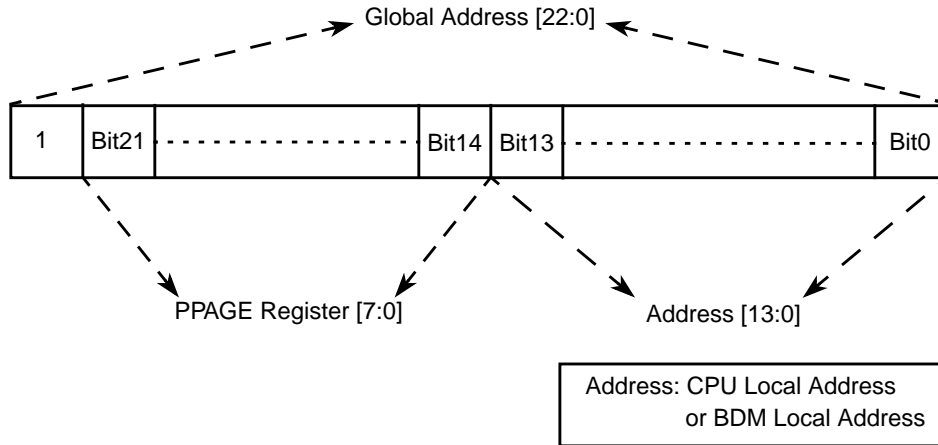 Global Address [22:0]
1 Bit21 Bit14 Bit13 Bit0
PPAGE Register [7:0] Address [13:0]
Address: CPU Local Address
or BDM Local Address